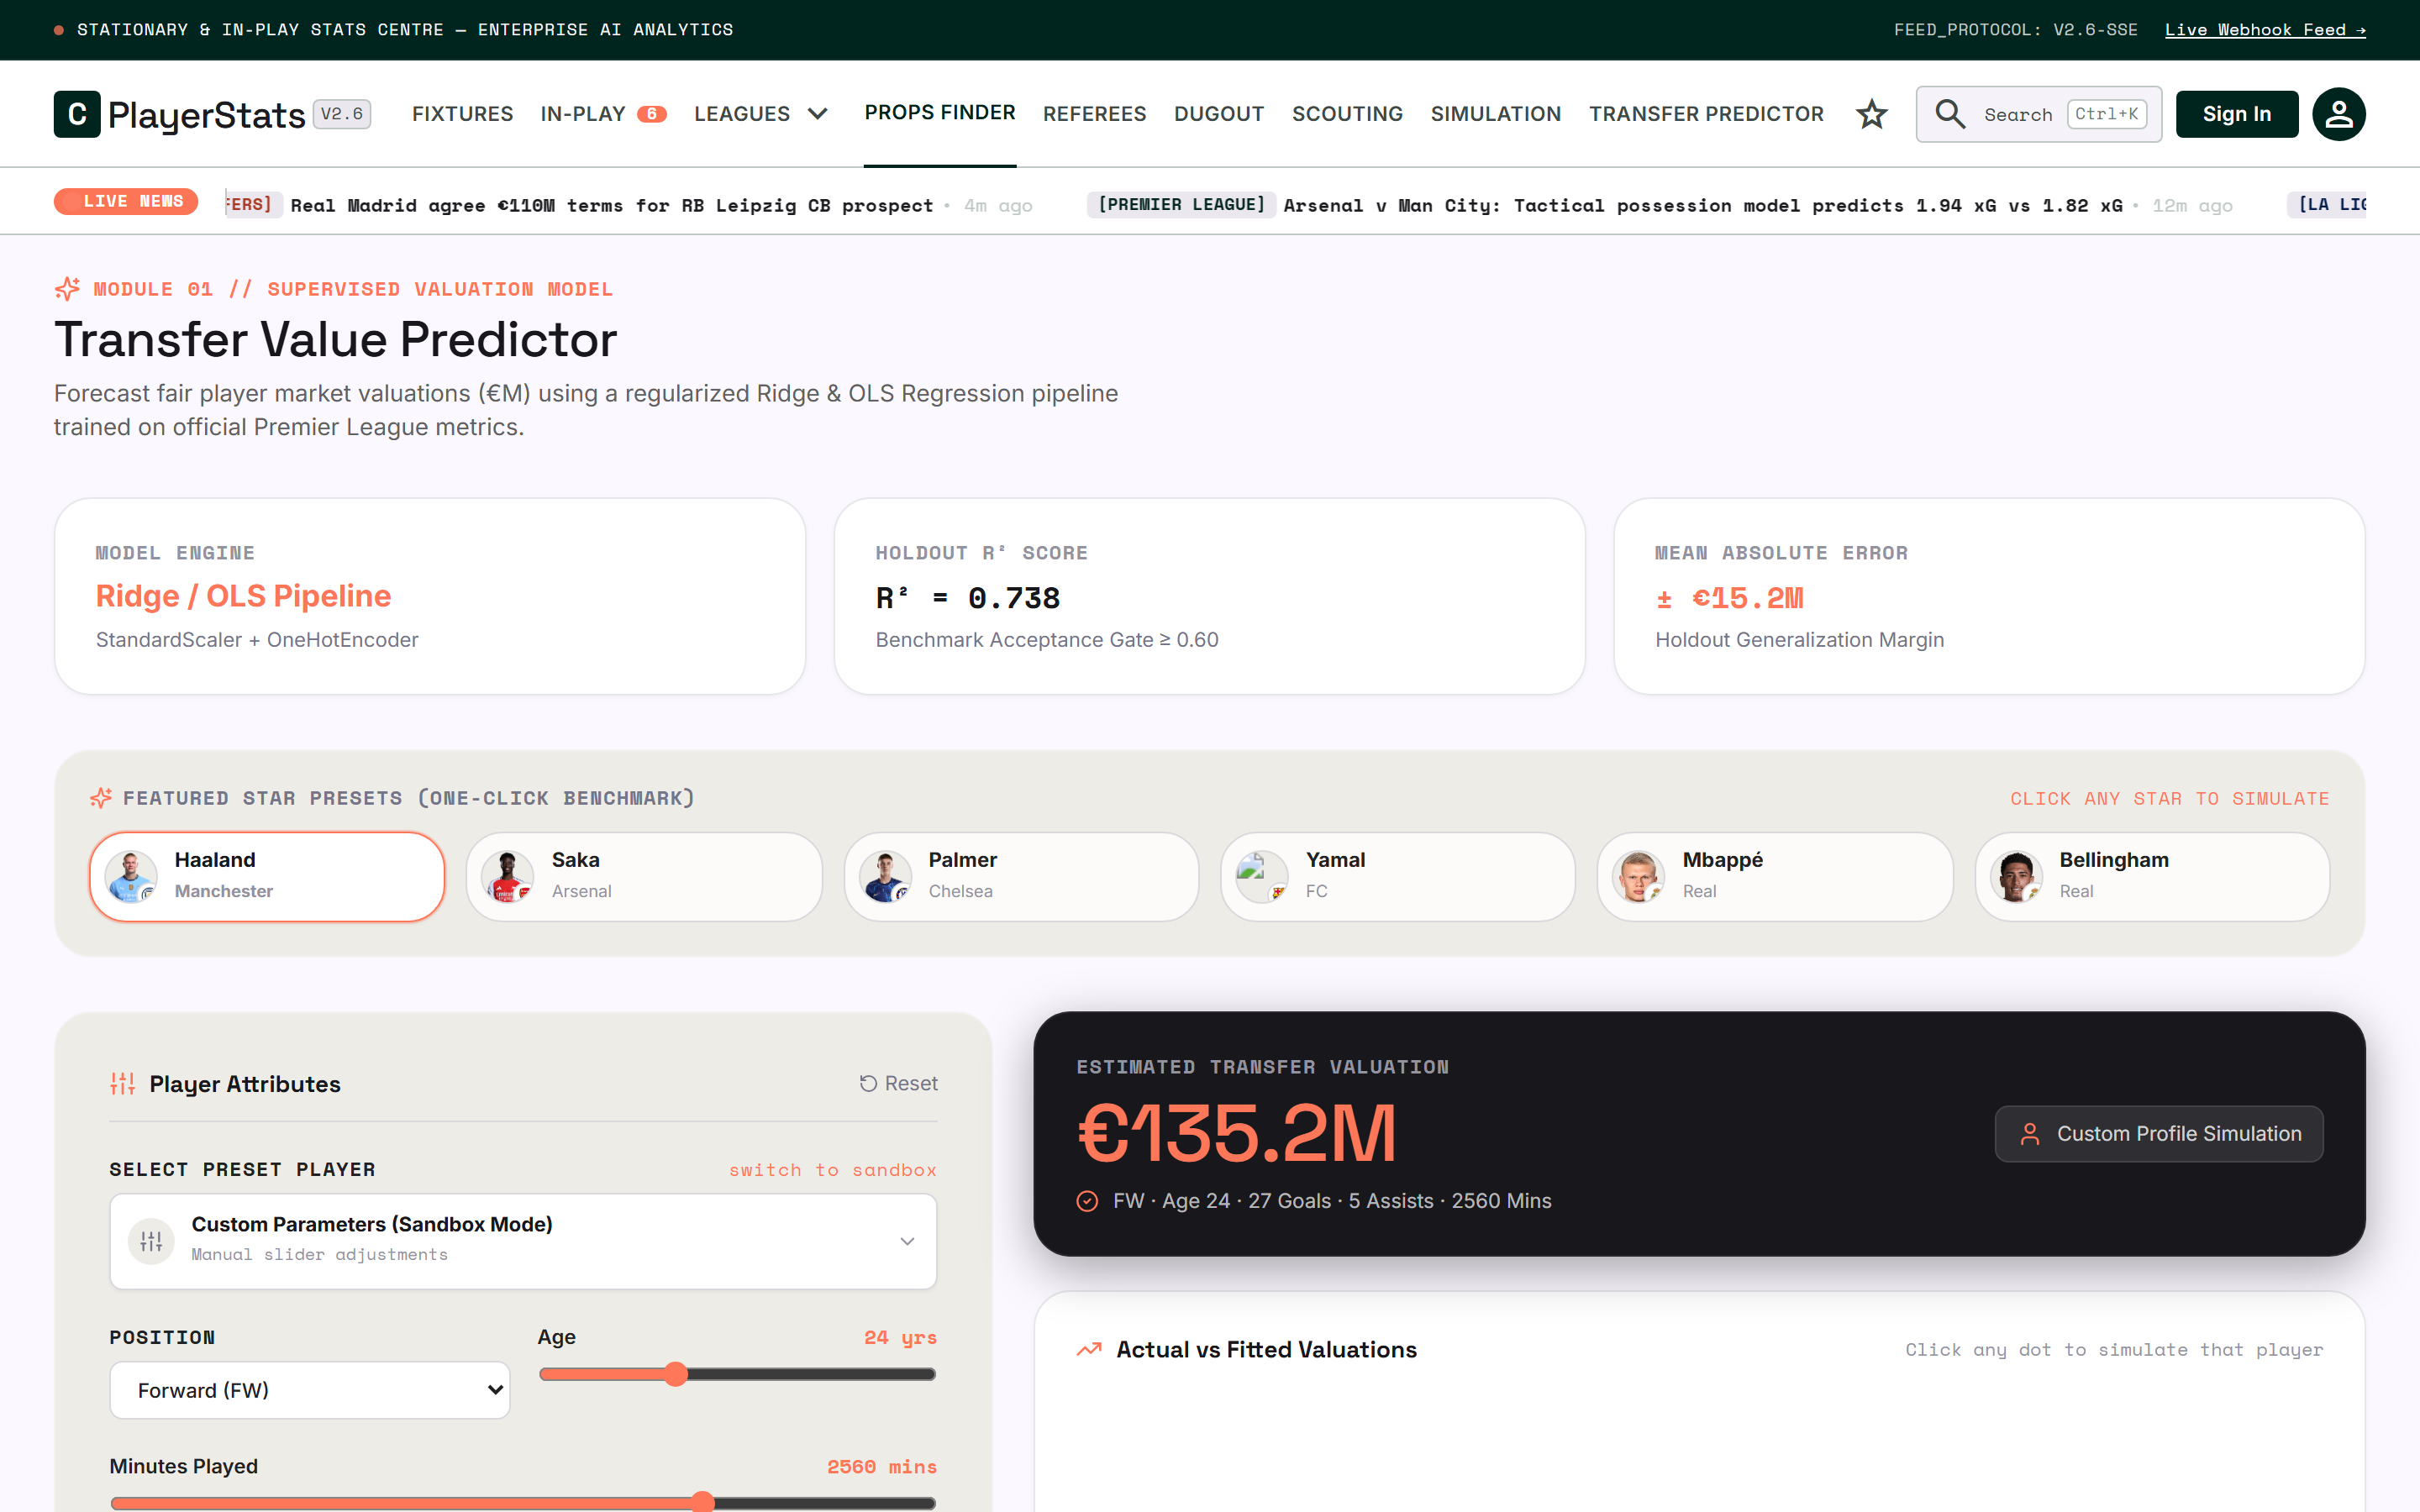 STATIONARY & IN-PLAY STATS CENTRE — ENTERPRISE AI ANALYTICS
FEED_PROTOCOL: V2.6-SSE Live Webhook Feed →
C PlayerStats V2.6 FIXTURES IN-PLAY 6 LEAGUES PROPS FINDER REFEREES DUGOUT SCOUTING SIMULATION TRANSFER PREDICTOR Search Ctrl+K Sign In
LIVE NEWS FERS] Real Madrid agree €110M terms for RB Leipzig CB prospect • 4m ago [PREMIER LEAGUE] Arsenal v Man City: Tactical possession model predicts 1.94 xG vs 1.82 xG • 12m ago [LA LIG
MODULE 01 // SUPERVISED VALUATION MODEL
Transfer Value Predictor
Forecast fair player market valuations (€M) using a regularized Ridge & OLS Regression pipeline
trained on official Premier League metrics.
MODEL ENGINE
Ridge / OLS Pipeline
StandardScaler + OneHotEncoder
HOLDOUT R² SCORE
R² = 0.738
Benchmark Acceptance Gate ≥ 0.60
MEAN ABSOLUTE ERROR
± €15.2M
Holdout Generalization Margin
FEATURED STAR PRESETS (ONE-CLICK BENCHMARK)
CLICK ANY STAR TO SIMULATE
Haaland
Manchester
Saka
Arsenal
Palmer
Chelsea
Yamal
FC
Mbappé
Real
Bellingham
Real
Player Attributes
Reset
SELECT PRESET PLAYER
switch to sandbox
Custom Parameters (Sandbox Mode)
Manual slider adjustments
POSITION
Forward (FW)
Age
24 yrs
Minutes Played
2560 mins
ESTIMATED TRANSFER VALUATION
€135.2M
FW · Age 24 · 27 Goals · 5 Assists · 2560 Mins
Custom Profile Simulation
Actual vs Fitted Valuations
Click any dot to simulate that player